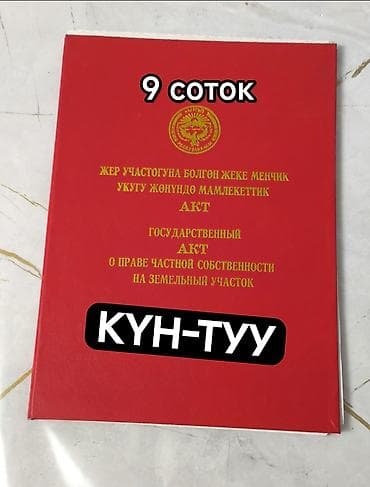 9 соток
ЖЕР УЧАСТОГУНА БОЛГОН ЖЕКЕ МЕНЧИК
УКУГУ ЖӨНҮНДӨ МАМЛЕКЕТТИК
АКТ
ГОСУДАРСТВЕННЫЙ
АКТ
О ПРАВЕ ЧАСТНОЙ СОБСТВЕННОСТИ
НА ЗЕМЕЛЬНЫЙ УЧАСТОК
КҮН-ТУУ